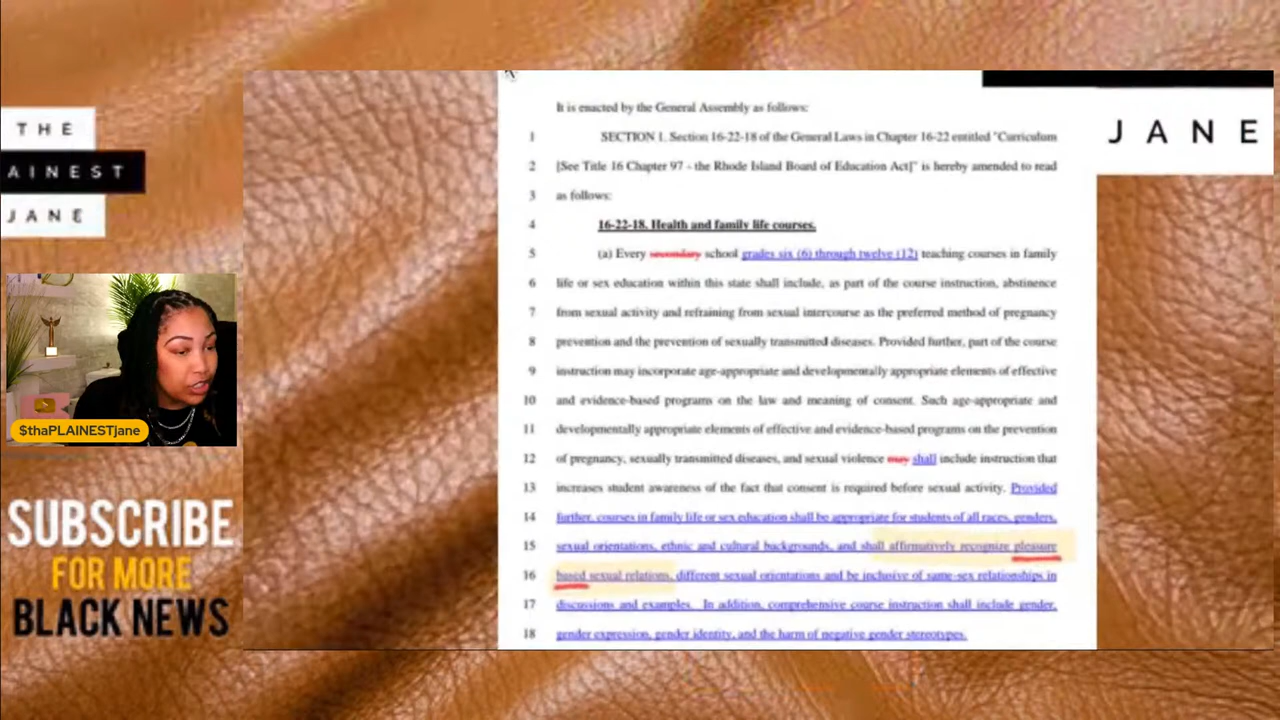 THE
AINEST
JANE
$thaPLAINESTjane
SUBSCRIBE
FOR MORE
BLACK NEWS
JANE
It is enacted by the General Assembly as follows:
1 SECTION 1. Section 16-22-18 of the General Laws in Chapter 16-22 entitled "Curriculum
2 [See Title 16 Chapter 97 - the Rhode Island Board of Education Act]" is hereby amended to read
3 as follows:
4 16-22-18. Health and family life courses.
5 (a) Every secondary school grades six (6) through twelve (12) teaching courses in family
6 life or sex education within this state shall include, as part of the course instruction, abstinence
7 from sexual activity and refraining from sexual intercourse as the preferred method of pregnancy
8 prevention and the prevention of sexually transmitted diseases. Provided further, part of the course
9 instruction may incorporate age-appropriate and developmentally appropriate elements of effective
10 and evidence-based programs on the law and meaning of consent. Such age-appropriate and
11 developmentally appropriate elements of effective and evidence-based programs on the prevention
12 of pregnancy, sexually transmitted diseases, and sexual violence may shall include instruction that
13 increases student awareness of the fact that consent is required before sexual activity. Provided
14 further, courses in family life or sex education shall be appropriate for students of all races, genders,
15 sexual orientations, ethnic and cultural backgrounds, and shall affirmatively recognize pleasure
16 based sexual relations, different sexual orientations and be inclusive of same-sex relationships in
17 discussions and examples. In addition, comprehensive course instruction shall include gender,
18 gender expression, gender identity, and the harm of negative gender stereotypes.